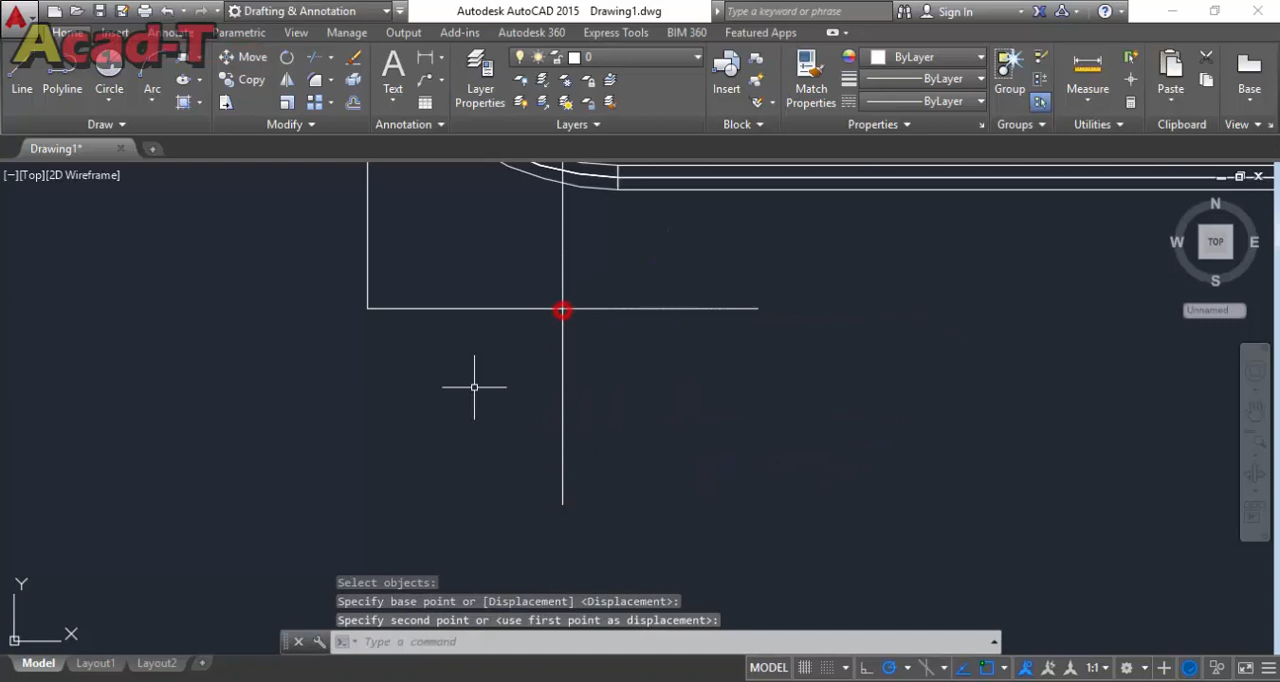 Drafting & Annotation
Autodesk AutoCAD 2015 Drawing1.dwg
Type a keyword or phrase
Sign In
Acad-T
Home Insert Annotate Parametric View Manage Output Add-ins Autodesk 360 Express Tools BIM 360 Featured Apps
Move
Copy
0
ByLayer
ByLayer
ByLayer
Line Polyline Circle Arc
Text
Layer Properties
Insert
Match Properties
Group
Measure
Paste
Base
Draw Modify Annotation Layers Block Properties Groups Utilities Clipboard View
Drawing1*
[−][Top][2D Wireframe]
N
W TOP E
S
Unnamed
Y
X
Select objects:
Specify base point or [Displacement] <Displacement>:
Specify second point or <use first point as displacement>:
Type a command
Model Layout1 Layout2
MODEL
1:1